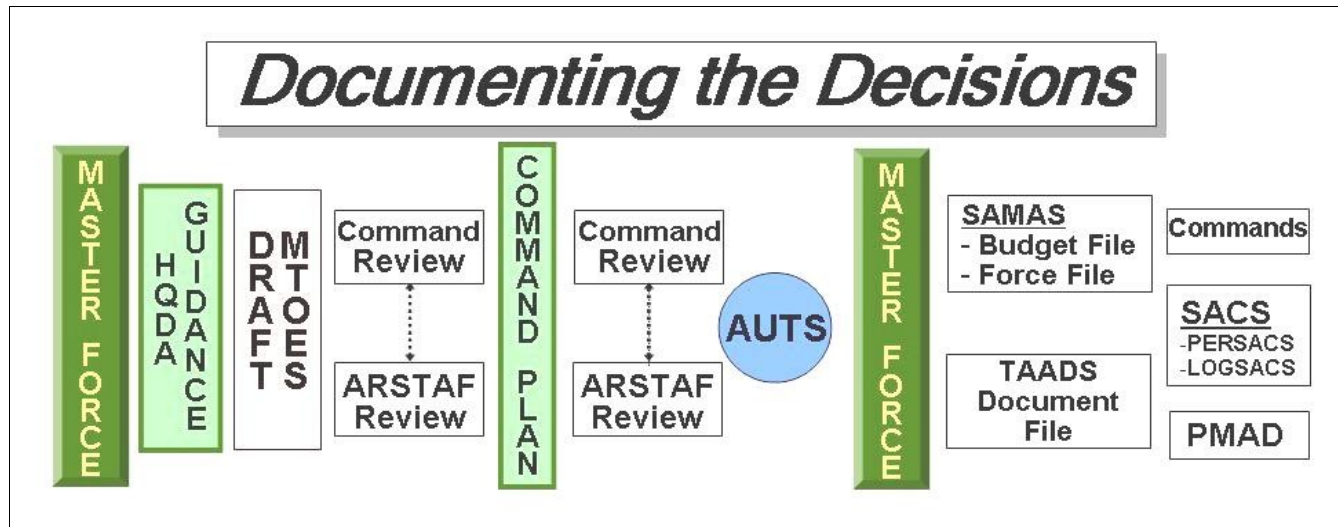 Documenting the Decisions
MASTER FORCE
HQDA
GUIDANCE
DRAFT
MTOES
Command
Review
ARSTAF
Review
COMMAND PLAN
Command
Review
ARSTAF
Review
AUTS
MASTER FORCE
SAMAS
- Budget File
- Force File
TAADS
Document
File
Commands
SACS
-PERSACS
-LOGSACS
PMAD